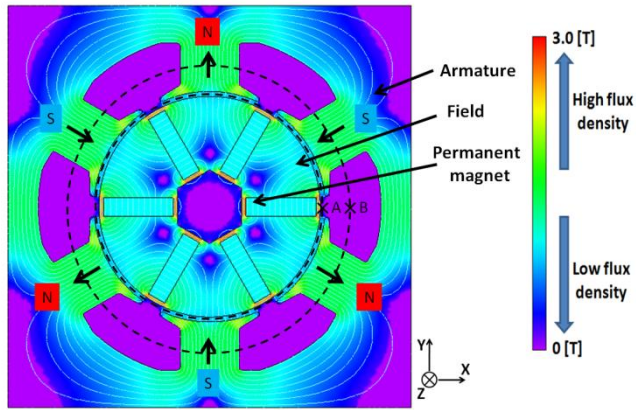 N
3.0 [T]
Armature
High flux
density
S
S
Field
Permanent
magnet
A
B
Low flux
density
N
N
S
0 [T]
Y
X
Z